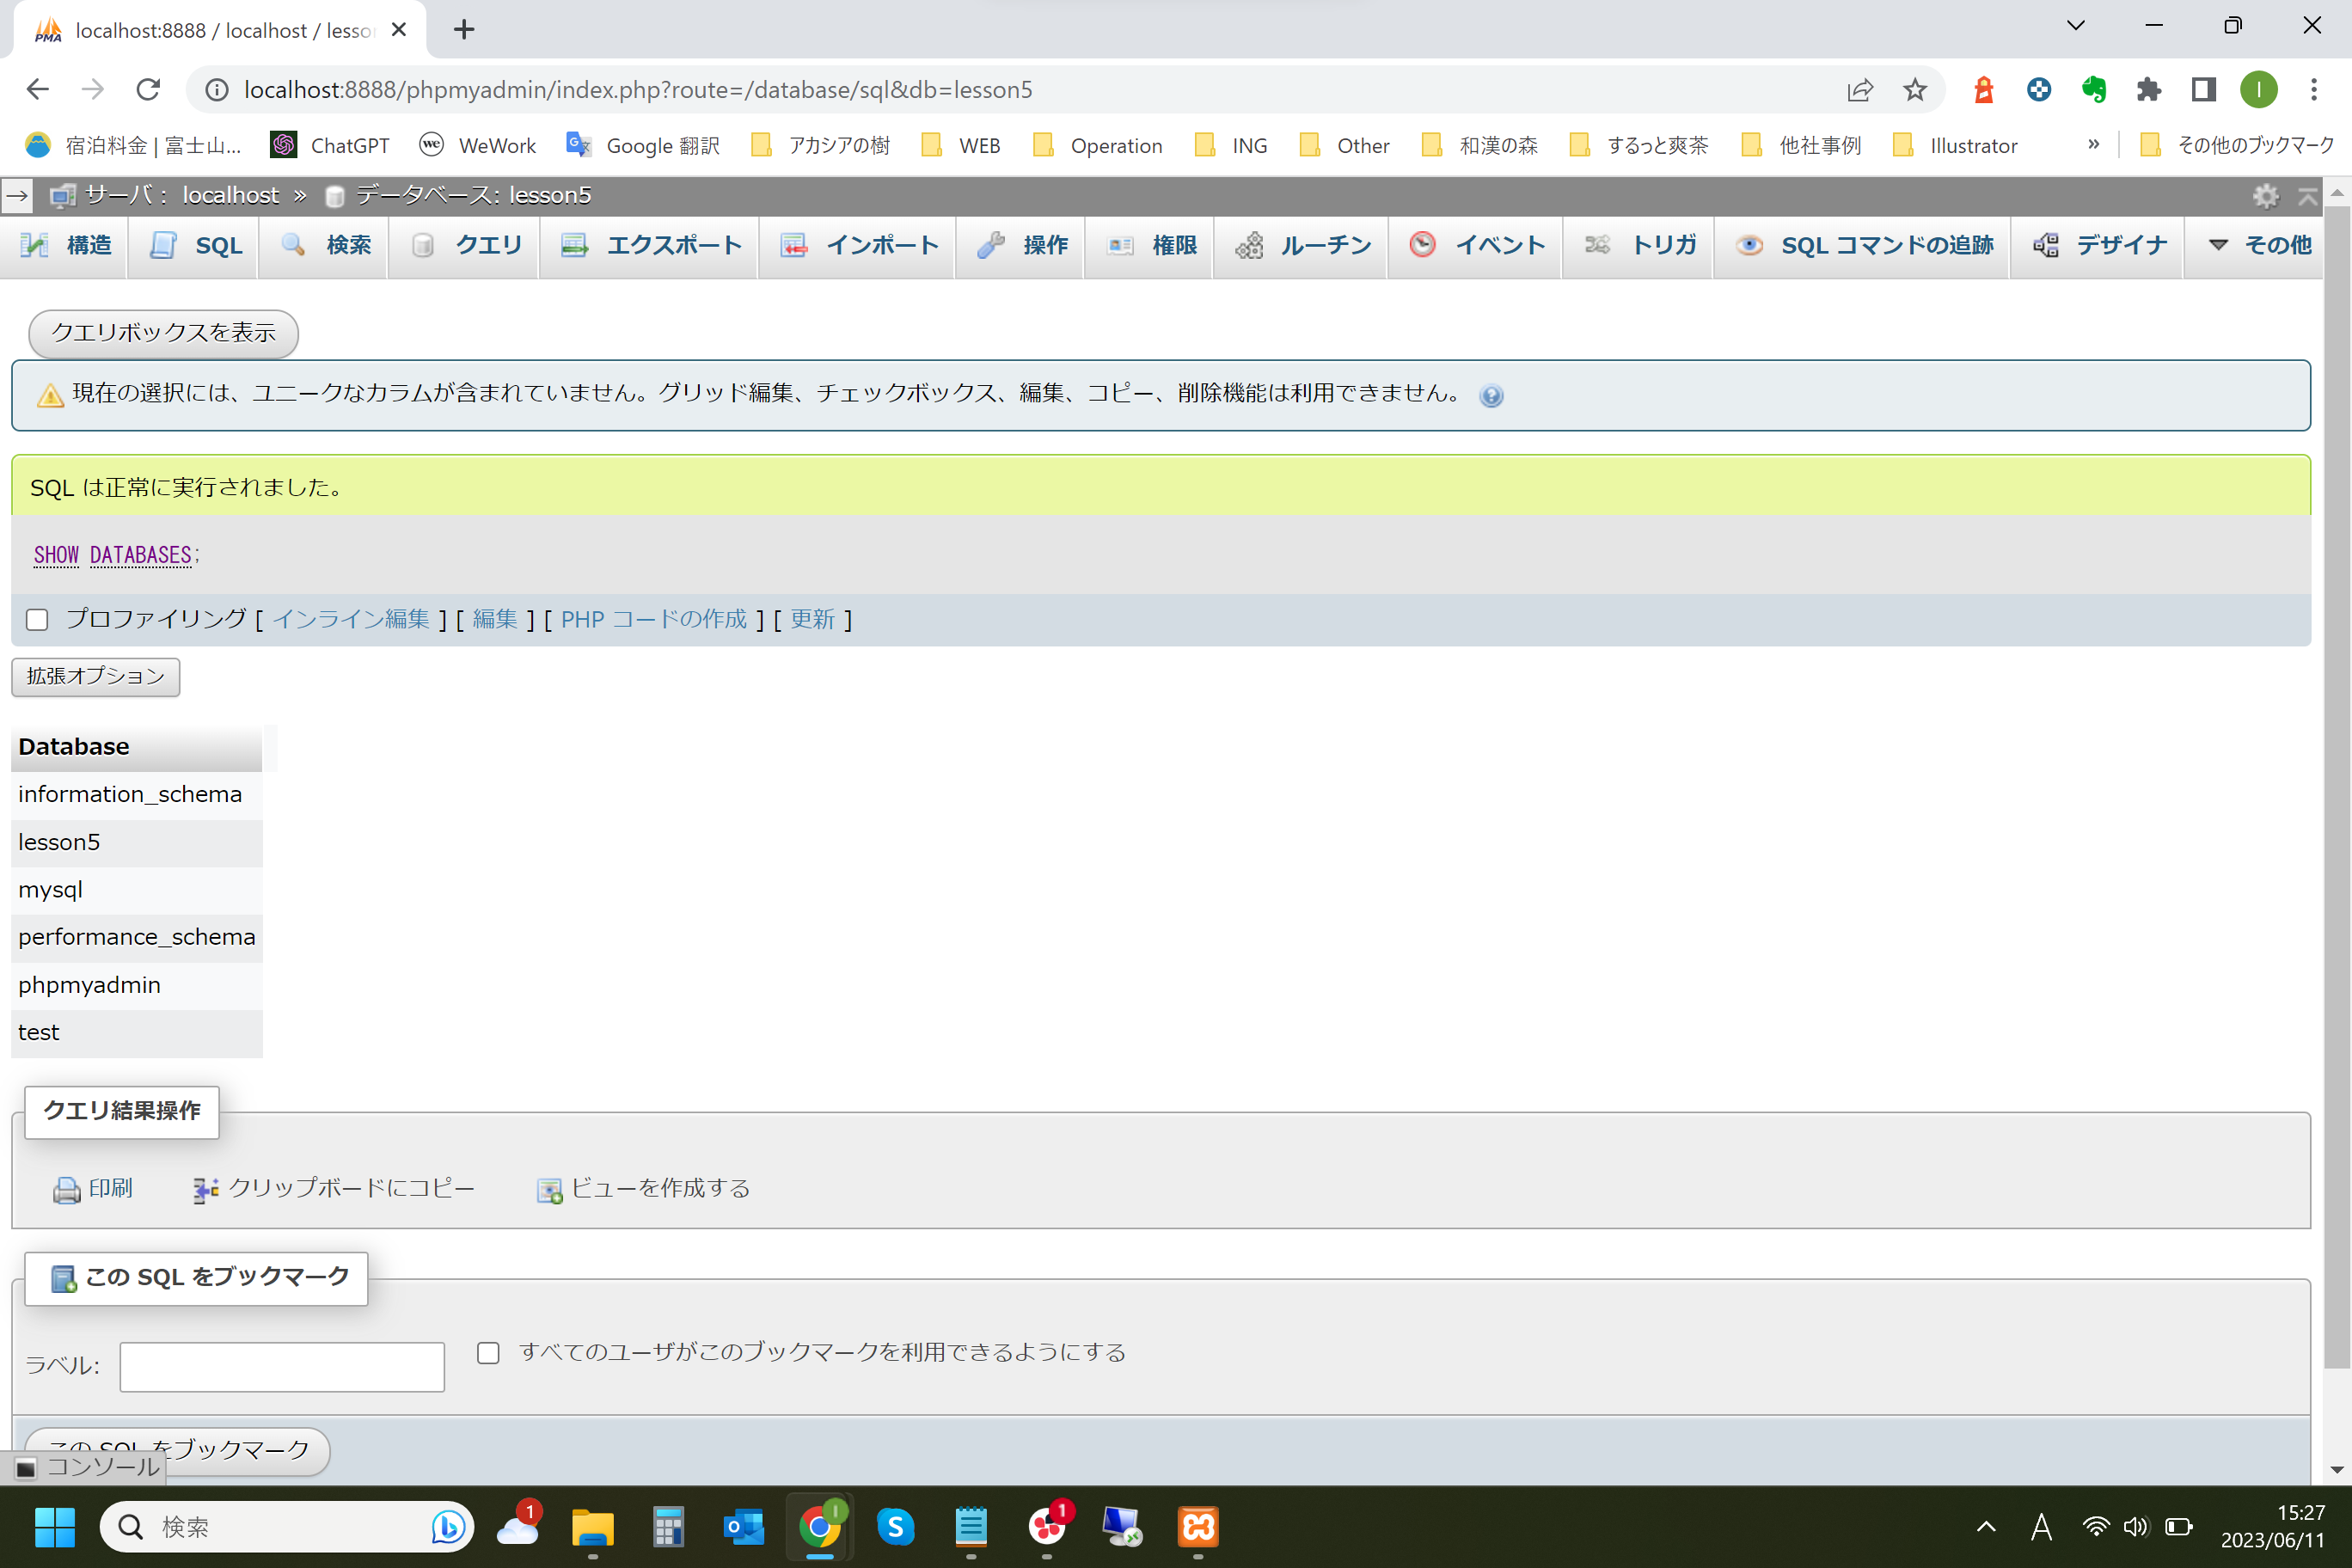 localhost:8888 / localhost / lesso
localhost:8888/phpmyadmin/index.php?route=/database/sql&db=lesson5
I
宿泊料金 | 富士山... ChatGPT WeWork Google 翻訳 アカシアの樹 WEB Operation ING Other 和漢の森 するっと爽茶 他社事例 Illustrator » その他のブックマーク
サーバ: localhost » データベース: lesson5
構造 SQL 検索 クエリ エクスポート インポート 操作 権限 ルーチン イベント トリガ SQL コマンドの追跡 デザイナ その他
クエリボックスを表示
現在の選択には、ユニークなカラムが含まれていません。グリッド編集、チェックボックス、編集、コピー、削除機能は利用できません。
SQL は正常に実行されました。
SHOW DATABASES;
プロファイリング [ インライン編集 ] [ 編集 ] [ PHP コードの作成 ] [ 更新 ]
拡張オプション
Database
information_schema
lesson5
mysql
performance_schema
phpmyadmin
test
クエリ結果操作
印刷 クリップボードにコピー ビューを作成する
この SQL をブックマーク
ラベル: すべてのユーザがこのブックマークを利用できるようにする
この SQL をブックマーク
コンソール
検索 1 1 A 15:27
2023/06/11